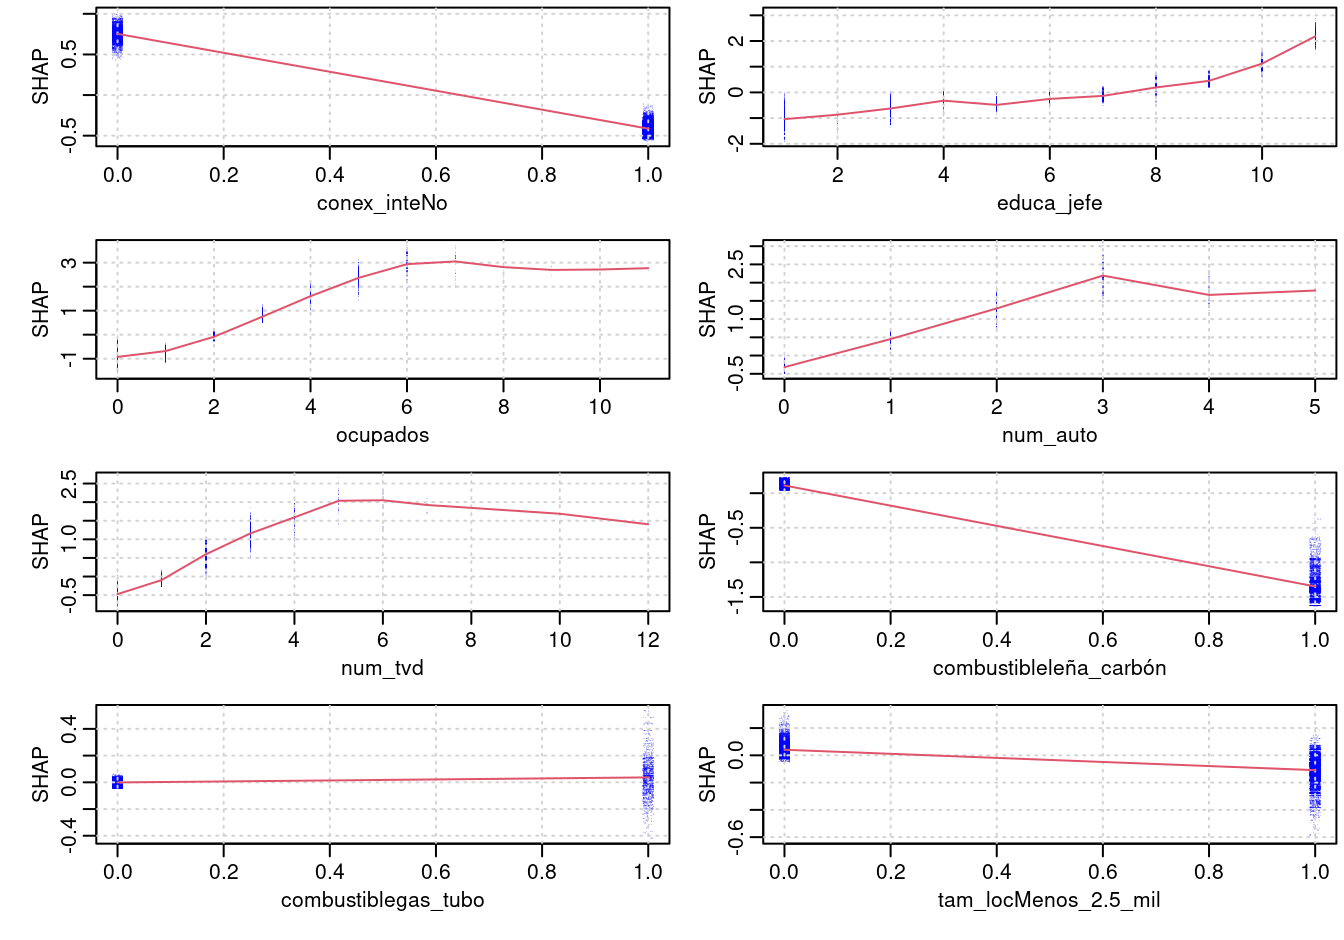 SHAP
0.5
-0.5
0.0 0.2 0.4 0.6 0.8 1.0
conex_inteNo
SHAP
2
0
-2
2 4 6 8 10
educa_jefe
SHAP
3
1
-1
0 2 4 6 8 10
ocupados
SHAP
2.5
1.0
-0.5
0 1 2 3 4 5
num_auto
SHAP
2.5
1.0
-0.5
0 2 4 6 8 10 12
num_tvd
SHAP
-0.5
-1.5
0.0 0.2 0.4 0.6 0.8 1.0
combustibleleña_carbón
SHAP
0.4
0.0
-0.4
0.0 0.2 0.4 0.6 0.8 1.0
combustiblegas_tubo
SHAP
0.0
-0.6
0.0 0.2 0.4 0.6 0.8 1.0
tam_locMenos_2.5_mil